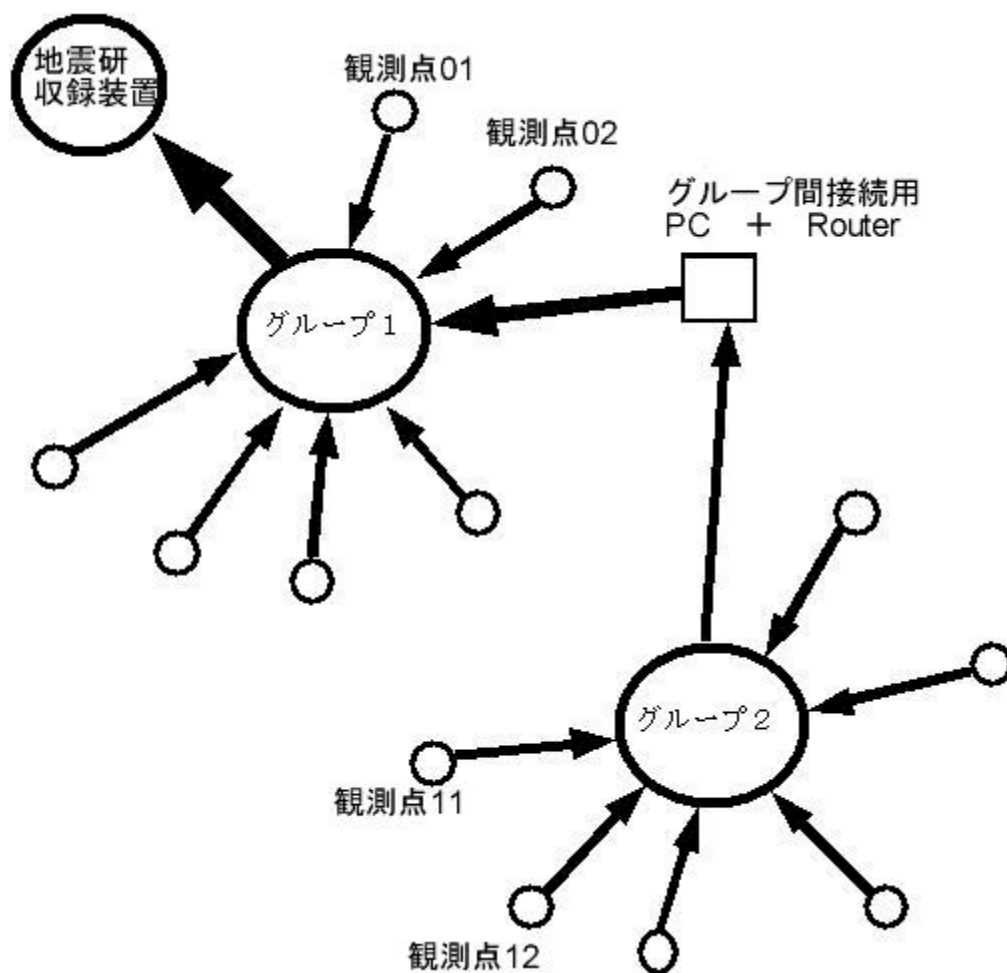 地震研
収録装置
観測点01
観測点02
グループ間接続用
PC + Router
グループ1
グループ2
観測点11
観測点12